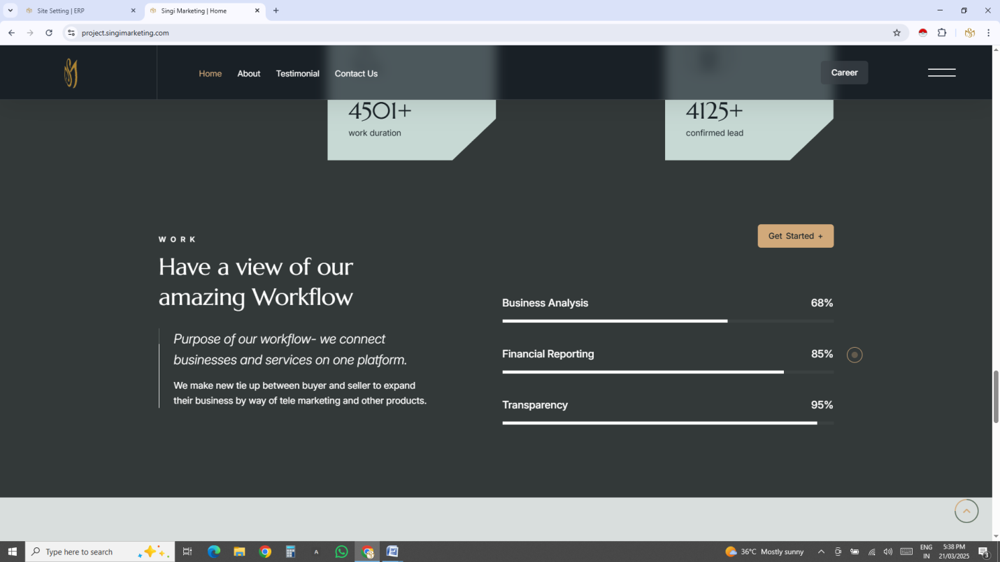 Site Setting | ERP
Singi Marketing | Home
project.singimarketing.com
Home
About
Testimonial
Contact Us
Career
4501+
work duration
4125+
confirmed lead
WORK
Get Started +
Have a view of our
amazing Workflow
Purpose of our workflow- we connect
businesses and services on one platform.
We make new tie up between buyer and seller to expand
their business by way of tele marketing and other products.
Business Analysis 68%
Financial Reporting 85%
Transparency 95%
Type here to search
A
36°C Mostly sunny
ENG
IN
5:38 PM
21/03/2025
3